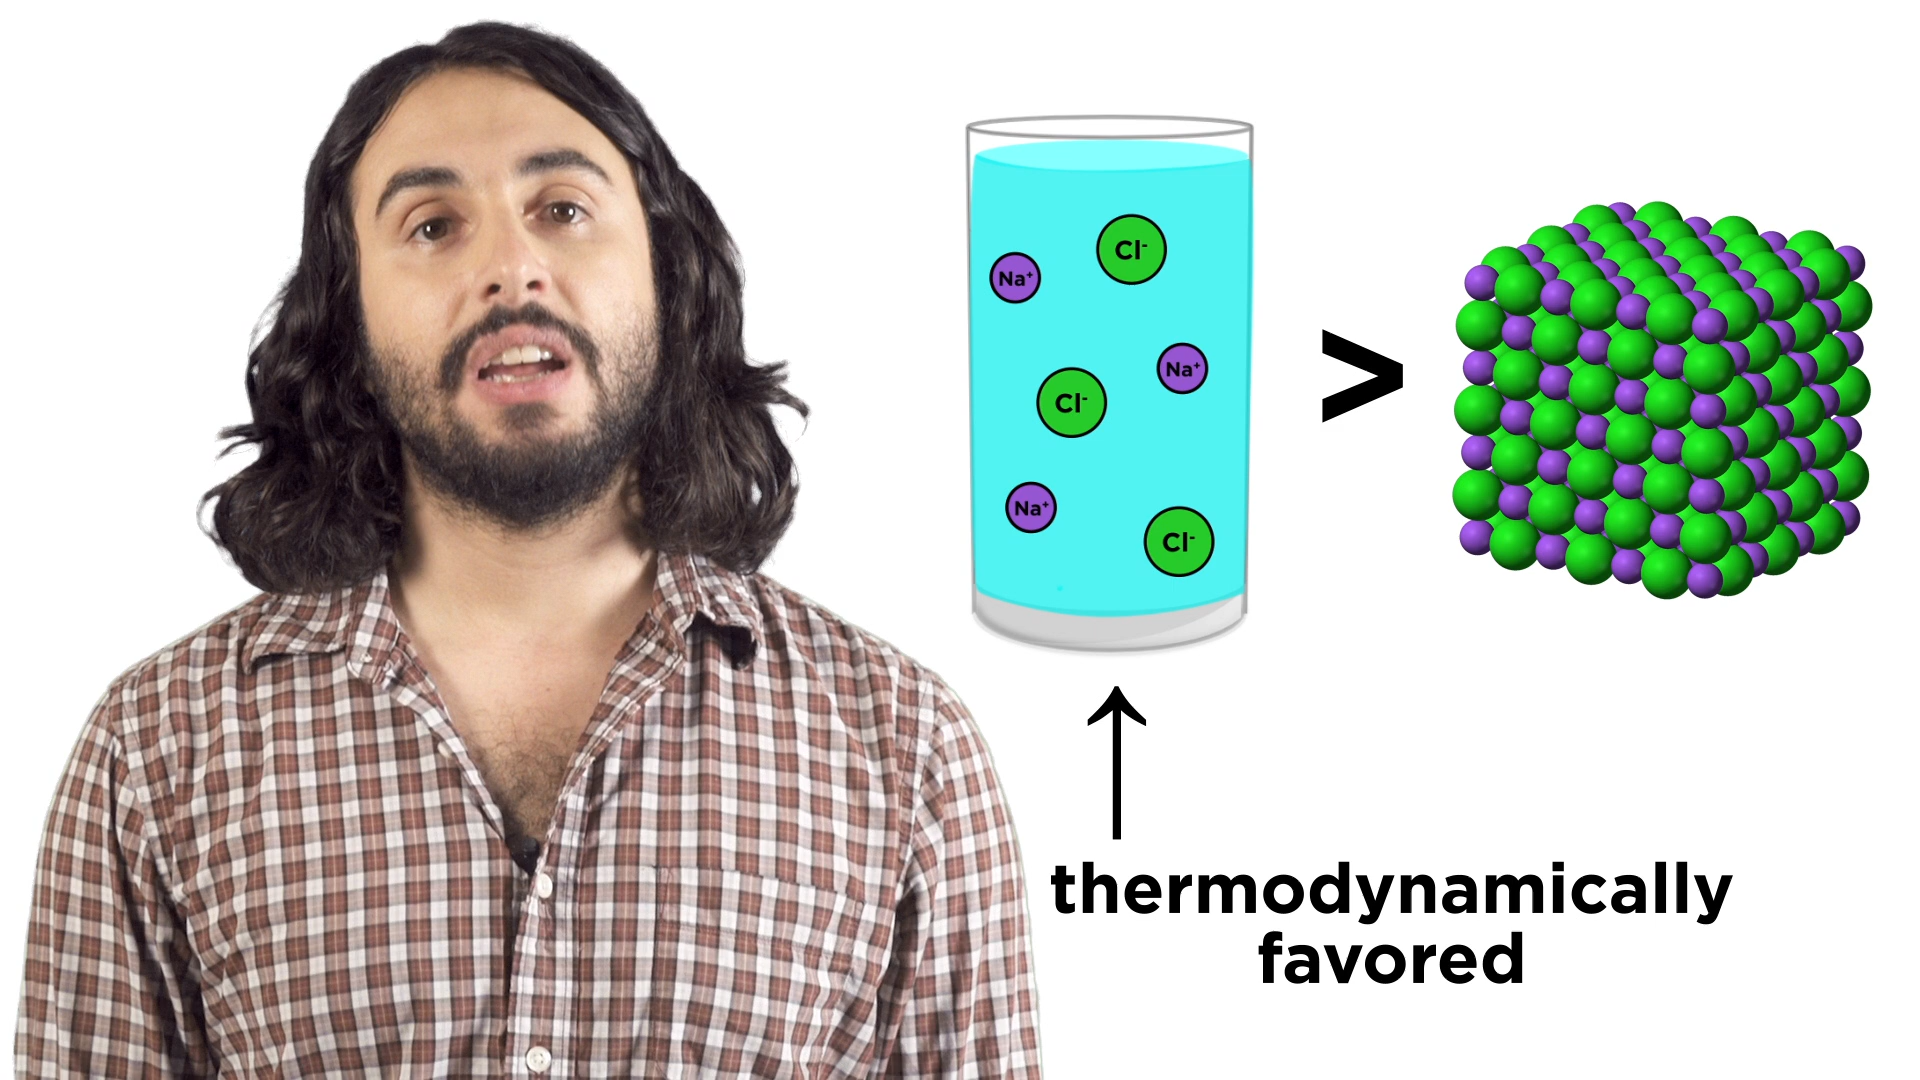 Cl⁻
Na⁺
Na⁺
Cl⁻
Na⁺
Cl⁻
>
thermodynamically
favored